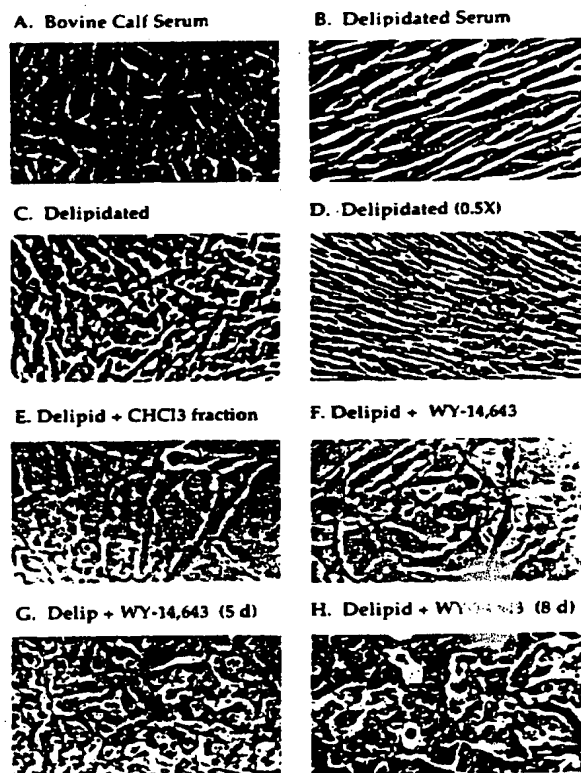 A. Bovine Calf Serum
B. Delipidated Serum
C. Delipidated
D. Delipidated (0.5X)
E. Delipid + CHCl3 fraction
F. Delipid + WY-14,643
G. Delip + WY-14,643 (5 d)
H. Delipid + (8 d)